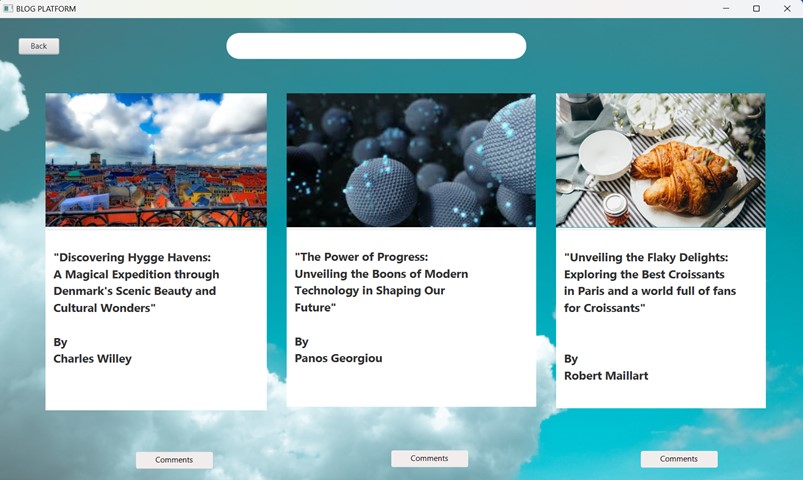 BLOG PLATFORM
Back
"Discovering Hygge Havens:
A Magical Expedition through
Denmark's Scenic Beauty and
Cultural Wonders"
By
Charles Willey
"The Power of Progress:
Unveiling the Boons of Modern
Technology in Shaping Our
Future"
By
Panos Georgiou
"Unveiling the Flaky Delights:
Exploring the Best Croissants
in Paris and a world full of fans
for Croissants"
By
Robert Maillart
Comments
Comments
Comments